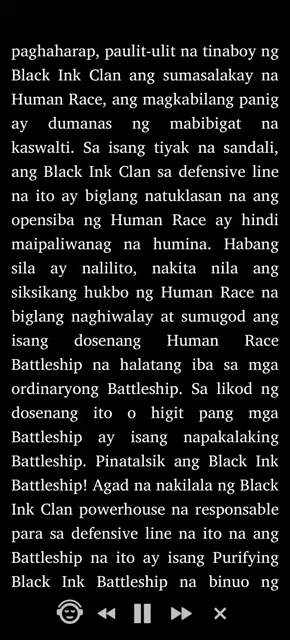 paghaharap, paulit-ulit na tinaboy ng
Black Ink Clan ang sumasalakay na
Human Race, ang magkabilang panig
ay dumanas ng mabibigat na
kaswalti. Sa isang tiyak na sandali,
ang Black Ink Clan sa defensive line
na ito ay biglang natuklasan na ang
opensiba ng Human Race ay hindi
maipaliwanag na humina. Habang
sila ay nalilito, nakita nila ang
siksikang hukbo ng Human Race na
biglang naghiwalay at sumugod ang
isang dosenang Human Race
Battleship na halatang iba sa mga
ordinaryong Battleship. Sa likod ng
dosenang ito o higit pang mga
Battleship ay isang napakalaking
Battleship. Pinatalsik ang Black Ink
Battleship! Agad na nakilala ng Black
Ink Clan powerhouse na responsable
para sa defensive line na ito na ang
Battleship na ito ay isang Purifying
Black Ink Battleship na binuo ng